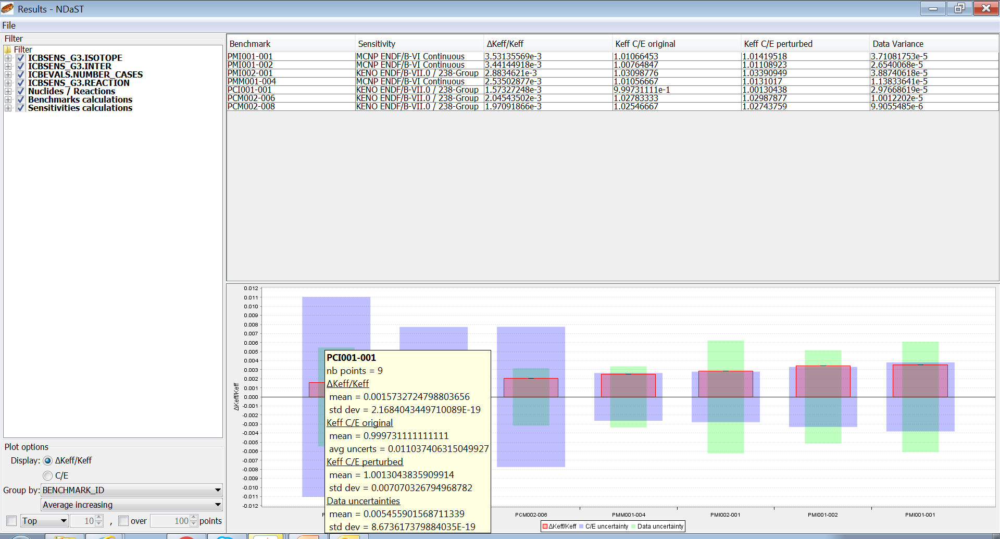 Results - NDaST
File
Filter
Filter
ICBSENS_G3.ISOTOPE
ICBSENS_G3.INTER
ICBEVALS.NUMBER_CASES
ICBSENS_G3.REACTION
Nuclides / Reactions
Benchmarks calculations
Sensitivities calculations
Benchmark Sensitivity ΔKeff/Keff Keff C/E original Keff C/E perturbed Data Variance
PMI001-001 MCNP ENDF/B-VI Continuous 3.53135569e-3 1.01066453 1.01419518 3.71081753e-5
PMI001-002 MCNP ENDF/B-VI Continuous 3.44144918e-3 1.00764847 1.01108923 2.6540068e-5
PMI002-001 KENO ENDF/B-VII.0 / 238-Group 2.8834621e-3 1.03098776 1.03390949 3.88740618e-5
PMM001-004 MCNP ENDF/B-VI Continuous 2.53502877e-3 1.01056667 1.0131017 1.13833641e-5
PCI001-001 KENO ENDF/B-VII.0 / 238-Group 1.57327248e-3 9.99731111e-1 1.00130438 2.97668619e-5
PCM002-006 KENO ENDF/B-VII.0 / 238-Group 2.04543502e-3 1.02783333 1.02987877 1.0012202e-5
PCM002-008 KENO ENDF/B-VII.0 / 238-Group 1.97091866e-3 1.02546667 1.02743759 9.9055485e-6
ΔKeff/Keff
0.012
0.011
0.010
0.009
0.008
0.007
0.006
0.005
0.004
0.003
0.002
0.001
0.000
-0.001
-0.002
-0.003
-0.004
-0.005
-0.006
-0.007
-0.008
-0.009
-0.010
-0.011
-0.012
PCI001-001
nb points = 9
ΔKeff/Keff
mean = 0.0015732724798803656
std dev = 2.1684043449710089E-19
Keff C/E original
mean = 0.999731111111111
avg uncerts = 0.011037406315049927
Keff C/E perturbed
mean = 1.0013043835909914
std dev = 0.007070326794968782
Data uncertainties
mean = 0.005455901568711339
std dev = 8.673617379884035E-19
PCM002-006 PMM001-004 PMI002-001 PMI001-002 PMI001-001
ΔKeff/Keff C/E uncertainty Data uncertainty
Plot options
Display: ΔKeff/Keff
C/E
Group by: BENCHMARK_ID
Average increasing
Top 10 , over 100 points